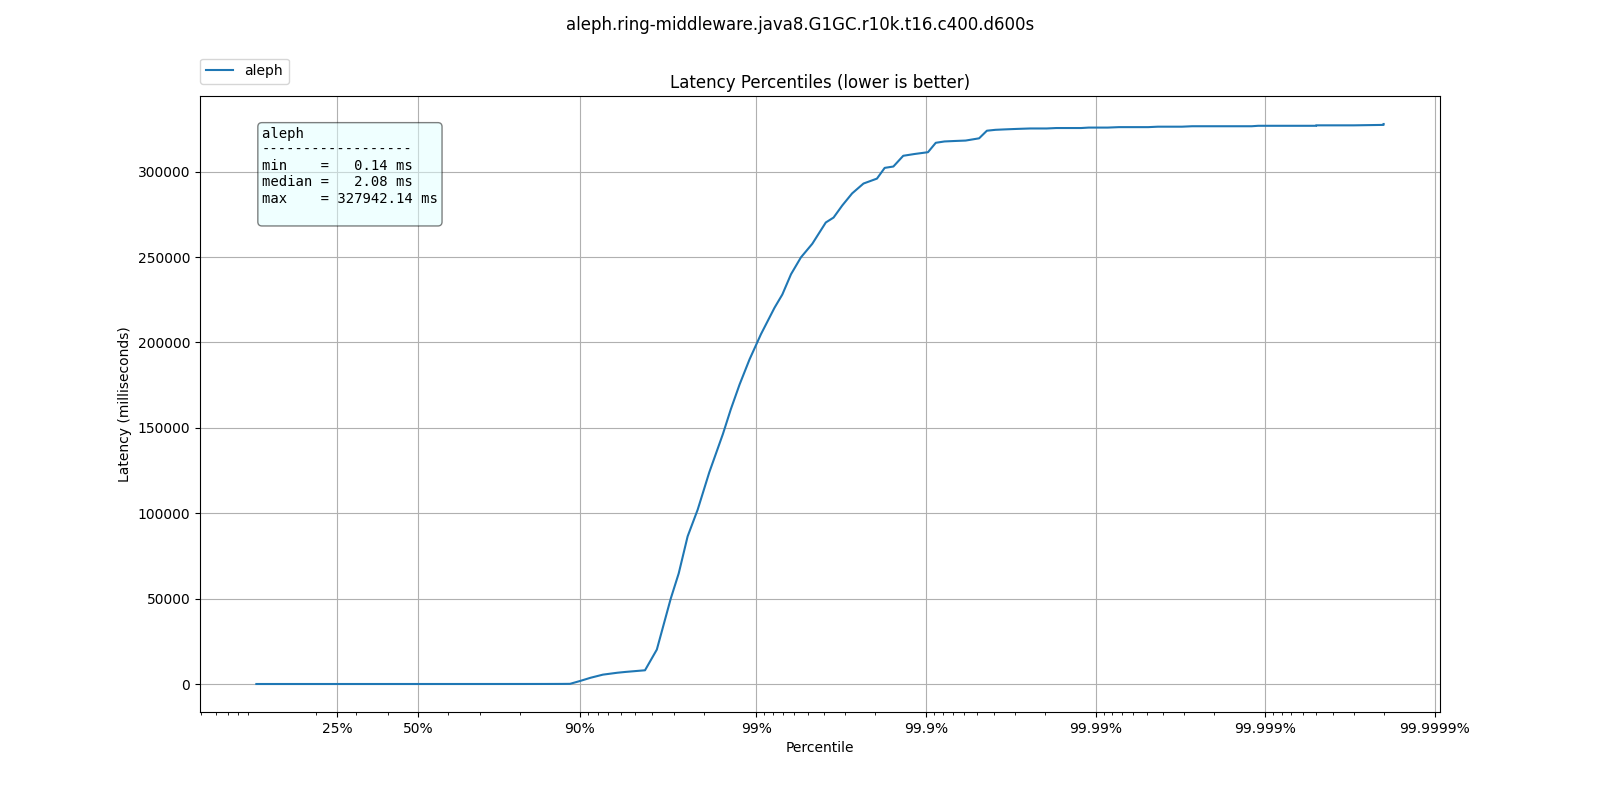 aleph.ring-middleware.java8.G1GC.r10k.t16.c400.d600s
aleph
Latency Percentiles (lower is better)
aleph
------------------
min    =   0.14 ms
median =   2.08 ms
max    = 327942.14 ms
300000
250000
200000
150000
100000
50000
0
Latency (milliseconds)
25% 50% 90% 99% 99.9% 99.99% 99.999% 99.9999%
Percentile